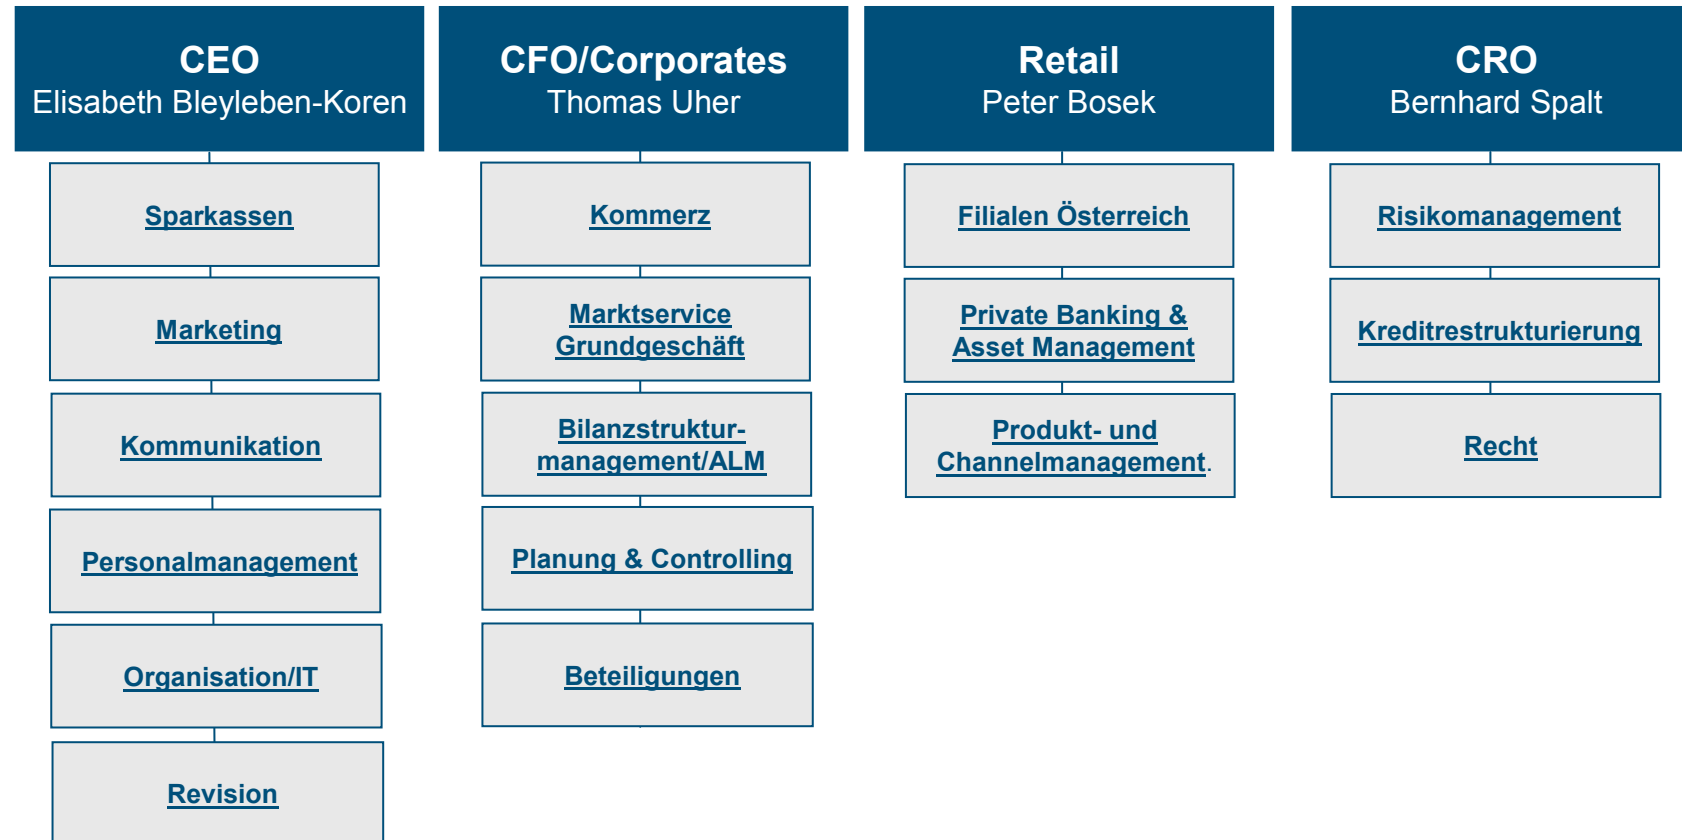 CEO
Elisabeth Bleyleben-Koren
Sparkassen
Marketing
Kommunikation
Personalmanagement
Organisation/IT
Revision
CFO/Corporates
Thomas Uher
Kommerz
Marktservice
Grundgeschäft
Bilanzstruktur-
management/ALM
Planung & Controlling
Beteiligungen
Retail
Peter Bosek
Filialen Österreich
Private Banking &
Asset Management
Produkt- und
Channelmanagement.
CRO
Bernhard Spalt
Risikomanagement
Kreditrestrukturierung
Recht